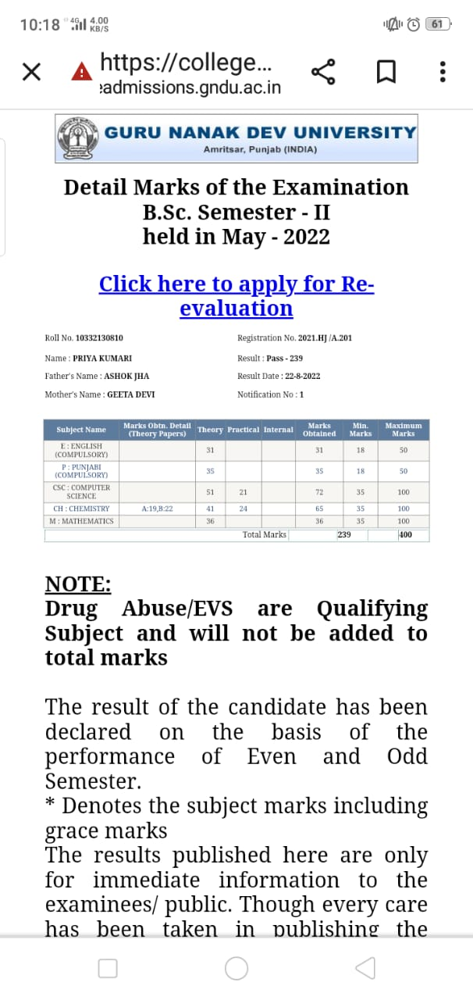 10:18 4G 4.00 KB/S 61
https://college...
eadmissions.gndu.ac.in
GURU NANAK DEV UNIVERSITY
Amritsar, Punjab (INDIA)
Detail Marks of the Examination
B.Sc. Semester - II
held in May - 2022
Click here to apply for Re-
evaluation
Roll No. 10332130810 Registration No. 2021.HJ /A.201
Name : PRIYA KUMARI Result : Pass - 239
Father's Name : ASHOK JHA Result Date : 22-8-2022
Mother's Name : GEETA DEVI Notification No : 1
Subject Name Marks Obtn. Detail (Theory Papers) Theory Practical Internal Marks Obtained Min. Marks Maximum Marks
E : ENGLISH (COMPULSORY) 31 31 18 50
P : PUNJABI (COMPULSORY) 35 35 18 50
CSC : COMPUTER SCIENCE 51 21 72 35 100
CH : CHEMISTRY A:19,B:22 41 24 65 35 100
M : MATHEMATICS 36 36 35 100
Total Marks 239 400
NOTE:
Drug Abuse/EVS are Qualifying
Subject and will not be added to
total marks
The result of the candidate has been
declared on the basis of the
performance of Even and Odd
Semester.
* Denotes the subject marks including
grace marks
The results published here are only
for immediate information to the
examinees/ public. Though every care
has been taken in publishing the